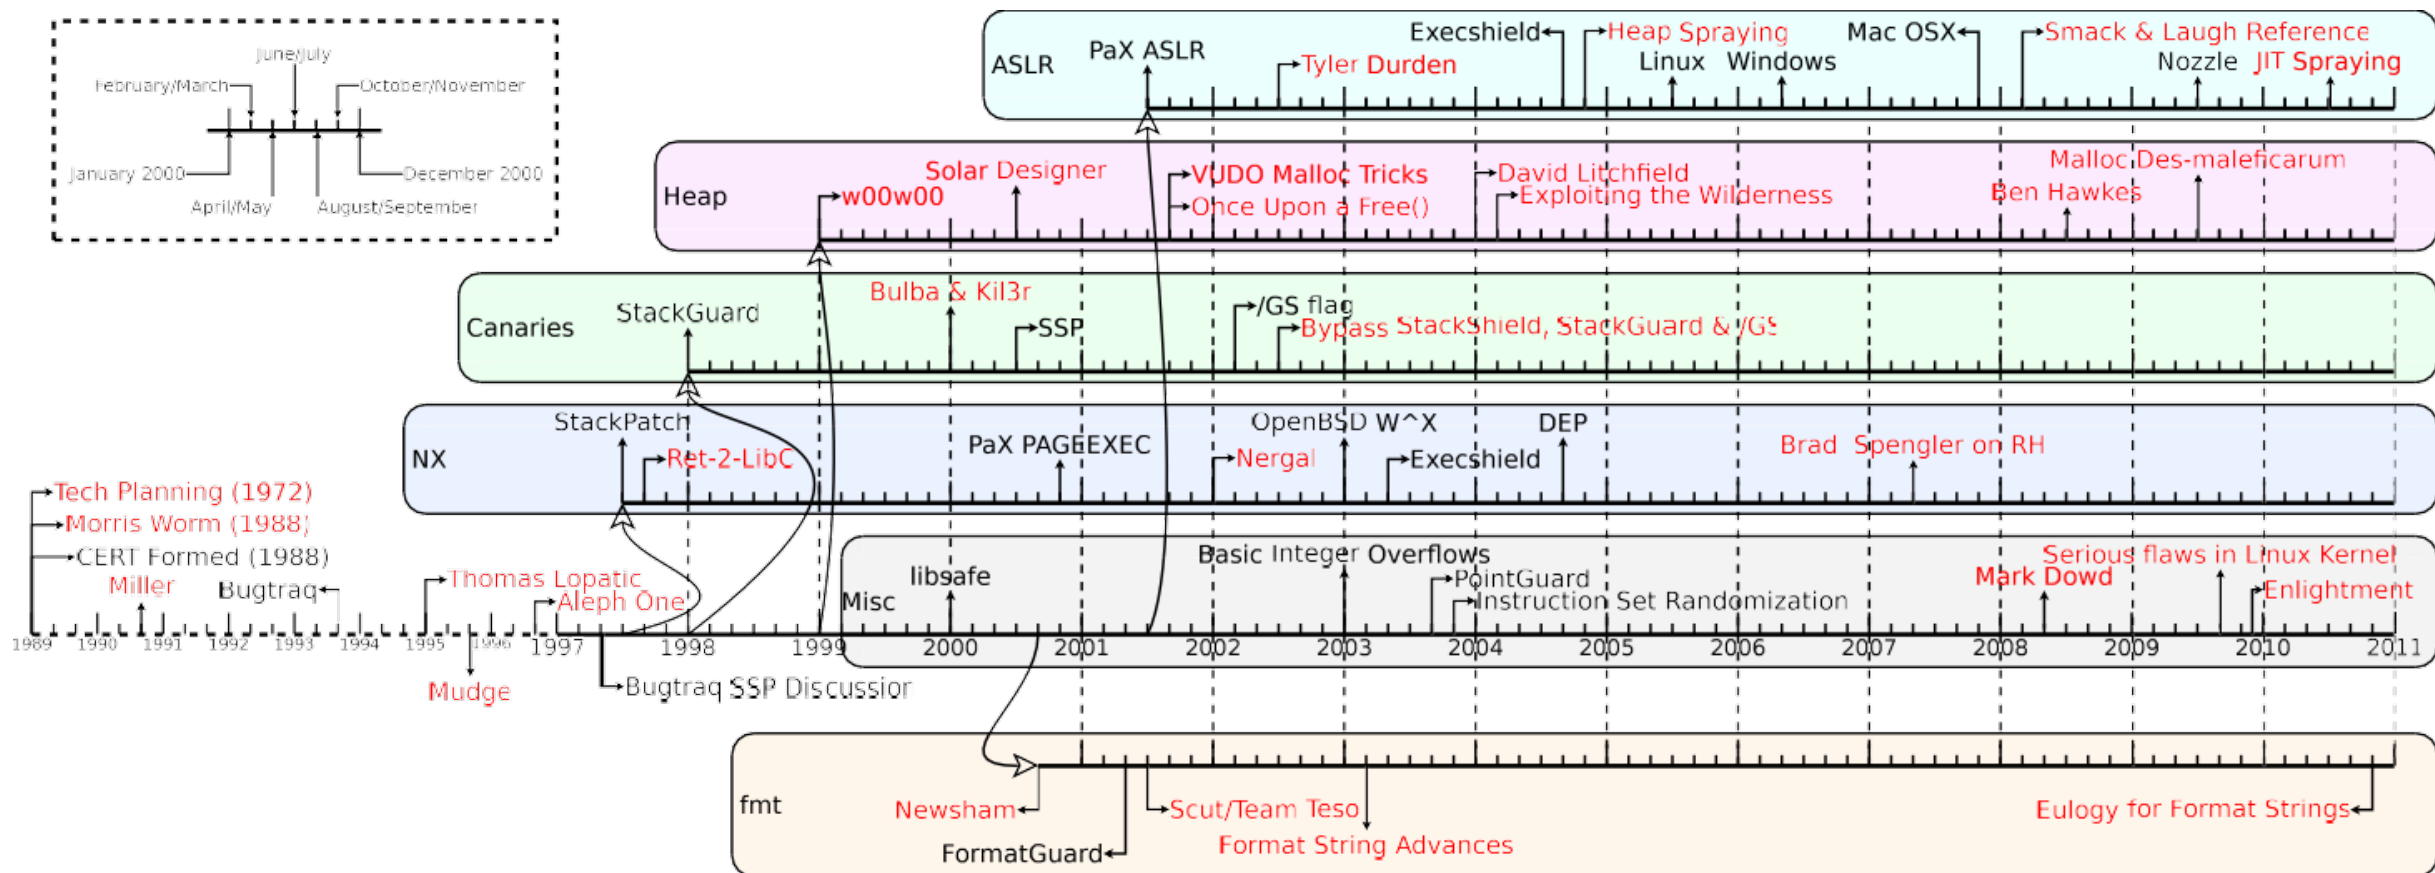 June/July
February/March
October/November
January 2000
December 2000
April/May
August/September
ASLR
PaX ASLR
Tyler Durden
Execshield
Heap Spraying
Linux
Windows
Mac OSX
Smack & Laugh Reference
Nozzle
JIT Spraying
Heap
w00w00
Solar Designer
VUDO Malloc Tricks
Once Upon a Free()
David Litchfield
Exploiting the Wilderness
Ben Hawkes
Malloc Des-maleficarum
Canaries
StackGuard
Bulba & Kil3r
SSP
/GS flag
Bypass StackShield, StackGuard & /GS
NX
StackPatch
Ret-2-LibC
PaX PAGEEXEC
Nergal
OpenBSD W^X
Execshield
DEP
Brad Spengler on RH
Tech Planning (1972)
Morris Worm (1988)
CERT Formed (1988)
Miller
Bugtraq
Thomas Lopatic
Aleph One
Mudge
Bugtraq SSP Discussion
Misc
libsafe
Basic Integer Overflows
PointGuard
Instruction Set Randomization
Mark Dowd
Serious flaws in Linux Kernel
Enlightment
1989 1990 1991 1992 1993 1994 1995 1996 1997 1998 1999 2000 2001 2002 2003 2004 2005 2006 2007 2008 2009 2010 2011
fmt
Newsham
FormatGuard
Scut/Team Teso
Format String Advances
Eulogy for Format Strings